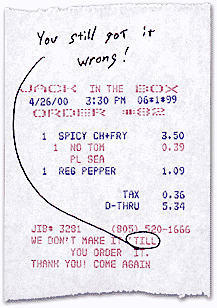 You still got it
wrong!
JACK IN THE BOX
4/26/00 3:30 PM 06*1*99
ORDER #82
1 SPICY CH+FRY 3.50
1 NO TOM 0.39
PL SEA
1 REG PEPPER 1.09
TAX 0.36
D-THRU 5.34
JIB# 3291 (805) 520-1666
WE DON'T MAKE IT 'TILL
YOU ORDER IT.
THANK YOU! COME AGAIN